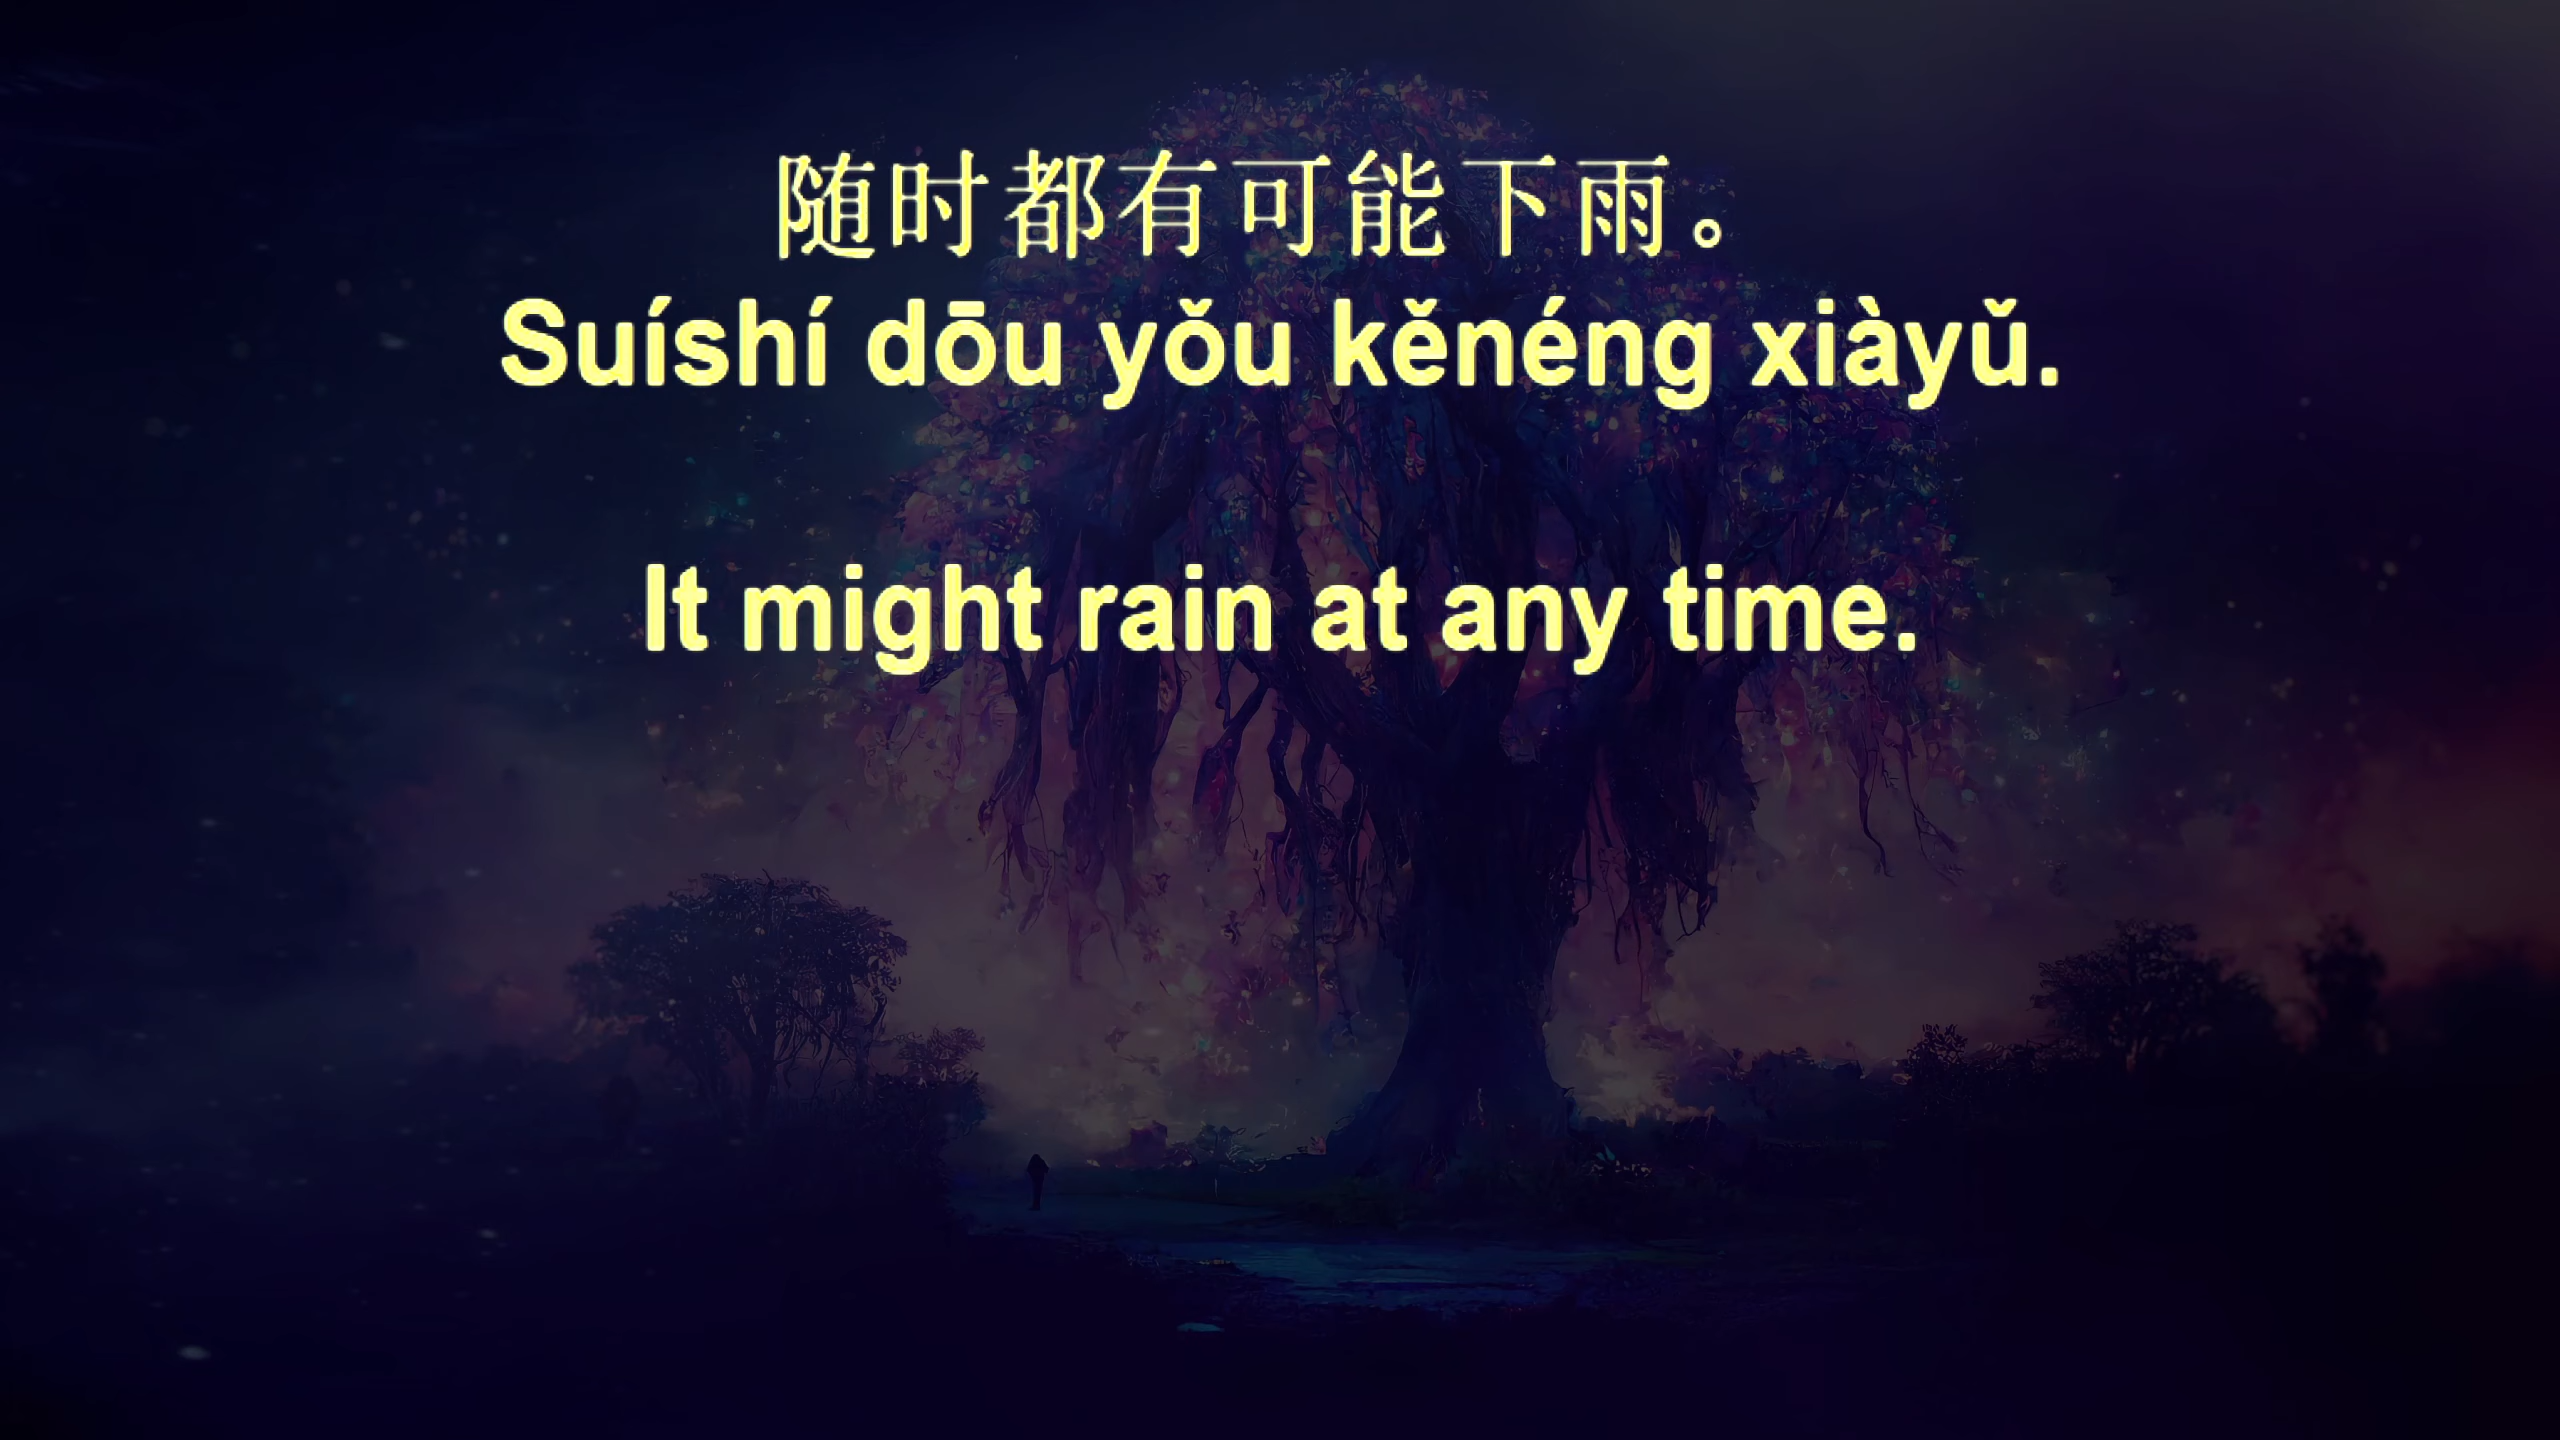 随时都有可能下雨。
Suíshí dōu yǒu kěnéng xiàyǔ.
It might rain at any time.